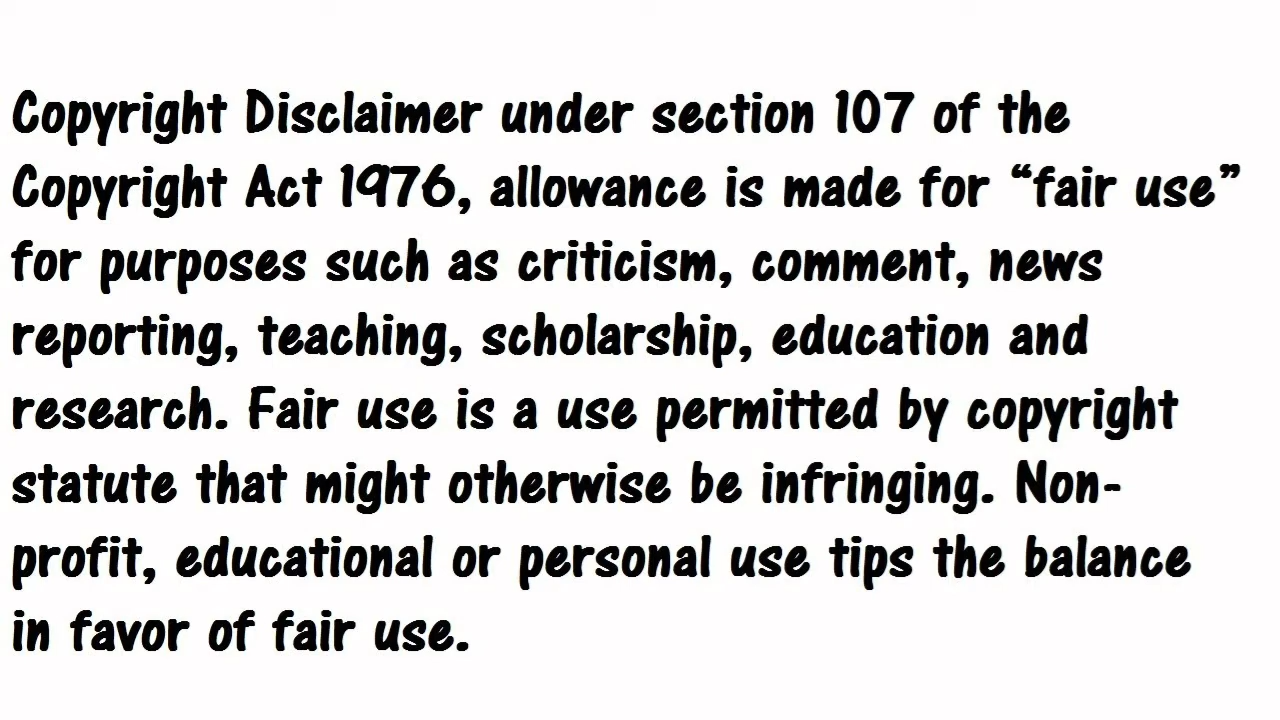 Copyright Disclaimer under section 107 of the
Copyright Act 1976, allowance is made for “fair use”
for purposes such as criticism, comment, news
reporting, teaching, scholarship, education and
research. Fair use is a use permitted by copyright
statute that might otherwise be infringing. Non-
profit, educational or personal use tips the balance
in favor of fair use.